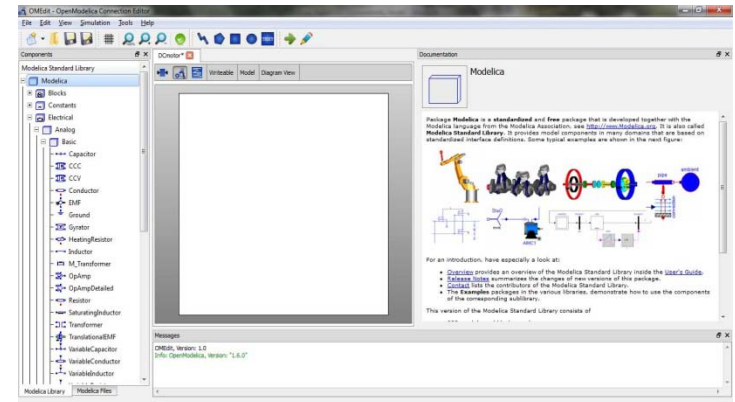 OMEdit - OpenModelica Connection Editor
File Edit View Simulation Tools Help
Components
DCmotor*
Documentation
Modelica Standard Library
Writeable Model Diagram View
Modelica
Blocks
Constants
Electrical
Analog
Basic
Capacitor
CCC
CCV
Conductor
EMF
Ground
Gyrator
HeatingResistor
Inductor
M_Transformer
OpAmp
OpAmpDetailed
Resistor
SaturatingInductor
Transformer
TranslationalEMF
VariableCapacitor
VariableConductor
VariableInductor
Modelica Library Modelica Files
Modelica
Package Modelica is a standardized and free package that is developed together with the
Modelica language from the Modelica Association, see http://www.Modelica.org. It is also called
Modelica Standard Library. It provides model components in many domains that are based on
standardized interface definitions. Some typical examples are shown in the next figure:
pipe
ambient
For an introduction, have especially a look at:
Overview provides an overview of the Modelica Standard Library inside the User's Guide.
Release Notes summarizes the changes of new versions of this package.
Contact lists the contributors of the Modelica Standard Library.
The Examples packages in the various libraries, demonstrate how to use the components
of the corresponding sublibrary.
This version of the Modelica Standard Library consists of
Messages
OMEdit, Version: 1.0
Info: OpenModelica, Version: "1.6.0"